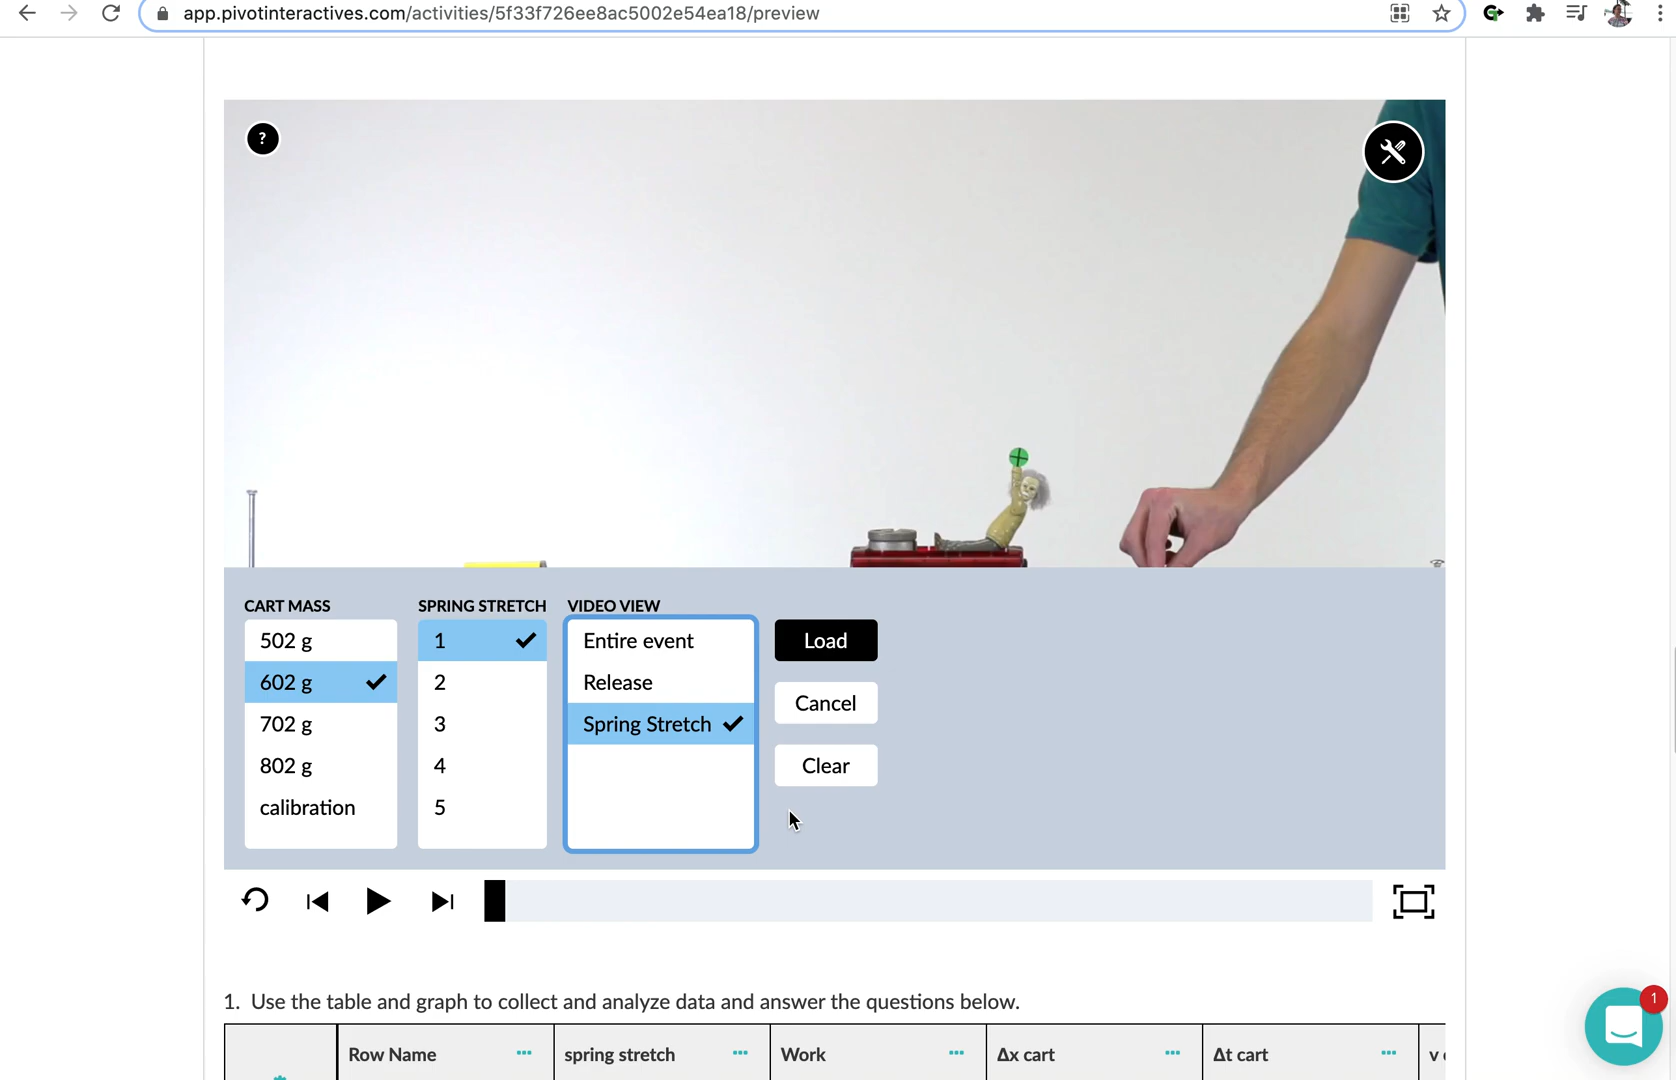 app.pivotinteractives.com/activities/5f33f726ee8ac5002e54ea18/preview
?
CART MASS SPRING STRETCH VIDEO VIEW
502 g 1 Entire event Load
602 g 2 Release
Cancel
702 g 3 Spring Stretch
802 g 4 Clear
calibration 5
1. Use the table and graph to collect and analyze data and answer the questions below.
1
Row Name ... spring stretch ... Work ... Δx cart ... Δt cart ... v